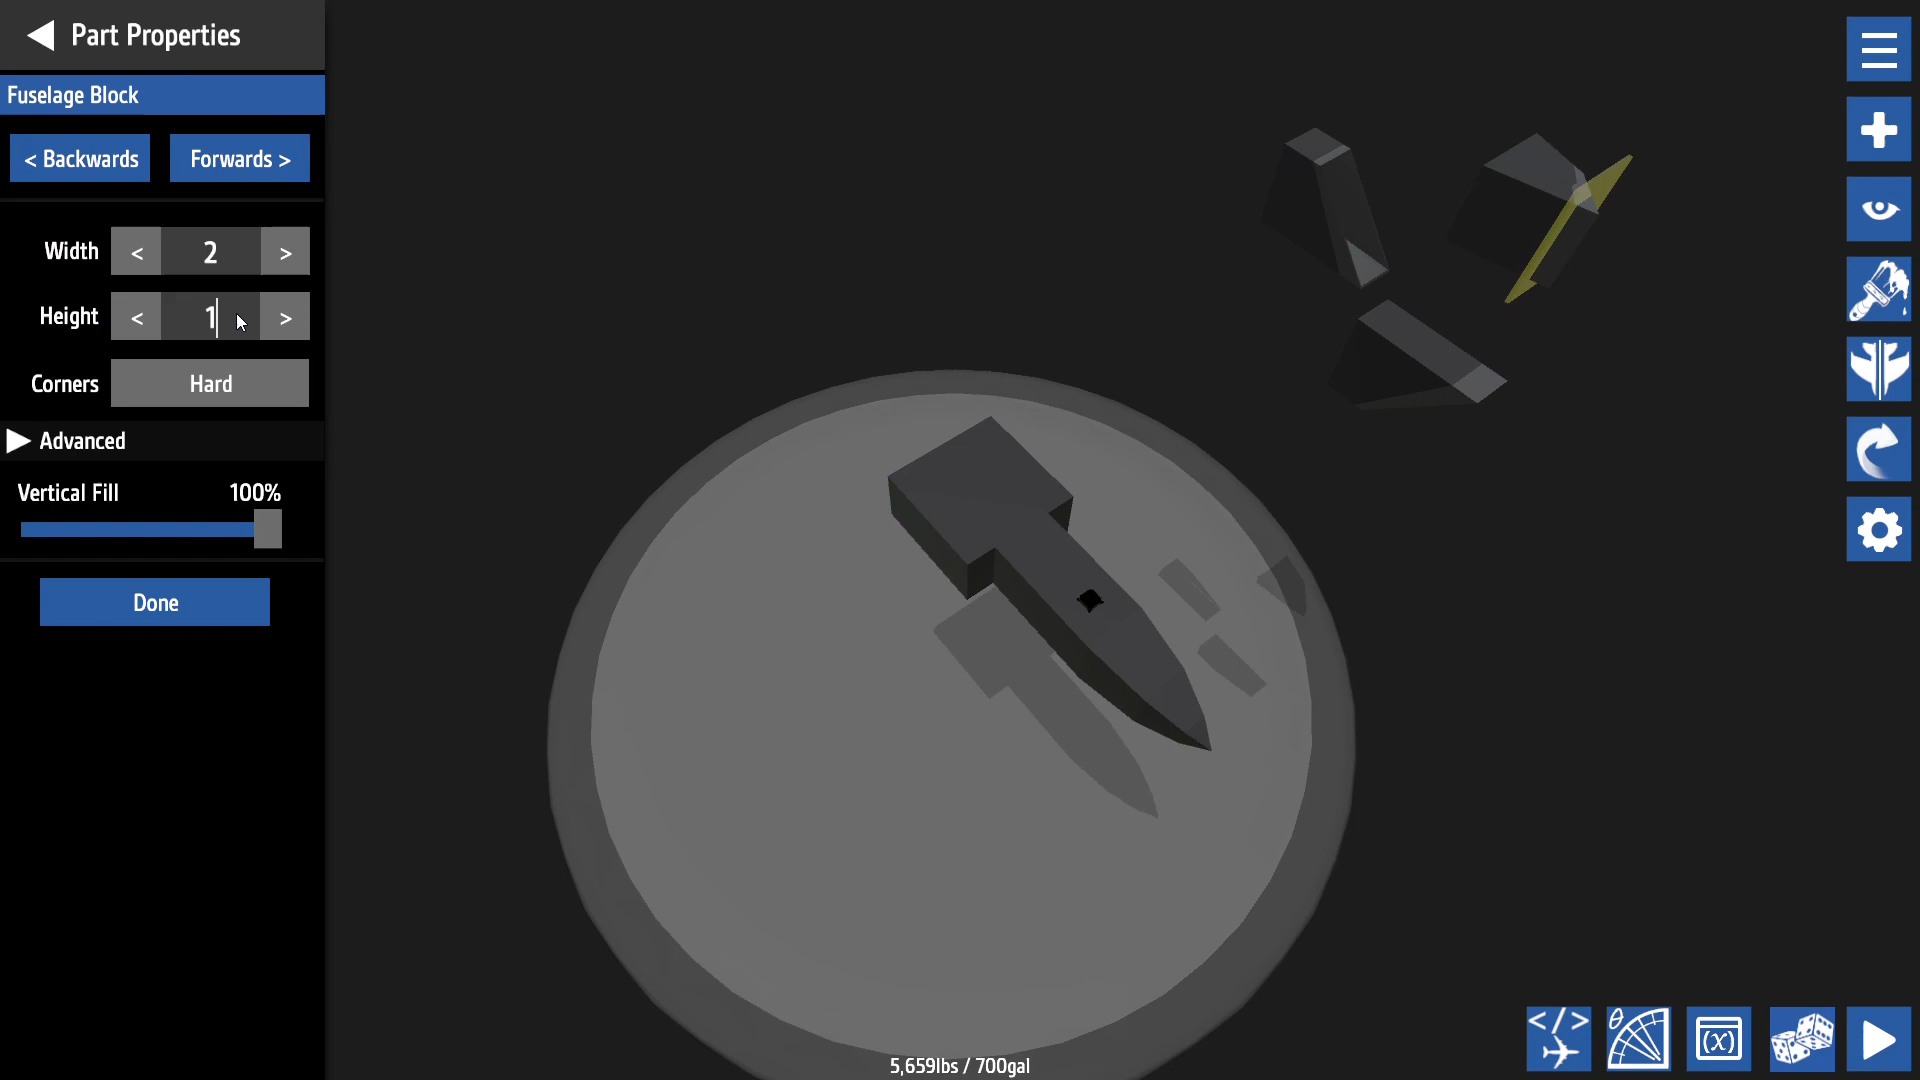 Part Properties
Fuselage Block
< Backwards
Forwards >
Width < 2 >
Height < 1 >
Corners Hard
Advanced
Vertical Fill 100%
Done
</> θ (x)
5,659lbs / 700gal